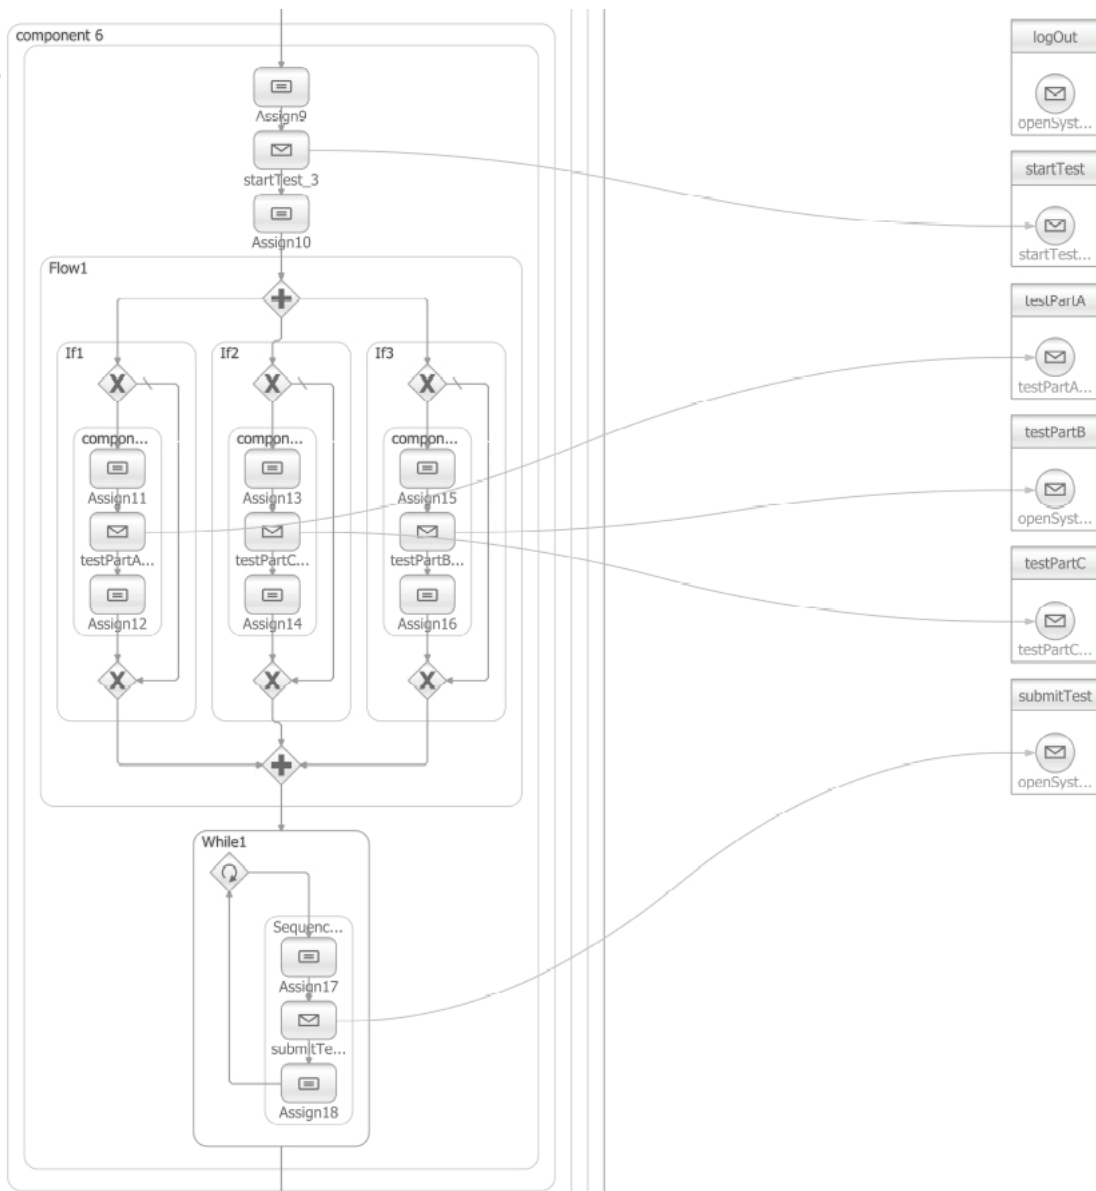 component 6
Assign9
startTest_3
Assign10
Flow1
If1
If2
If3
compon...
compon...
compon...
Assign11
Assign13
Assign15
testPartA...
testPartC...
testPartB...
Assign12
Assign14
Assign16
While1
Sequenc...
Assign17
submitTe...
Assign18
logOut
openSyst...
startTest
startTest...
testPartA
testPartA...
testPartB
openSyst...
testPartC
testPartC...
submitTest
openSyst...